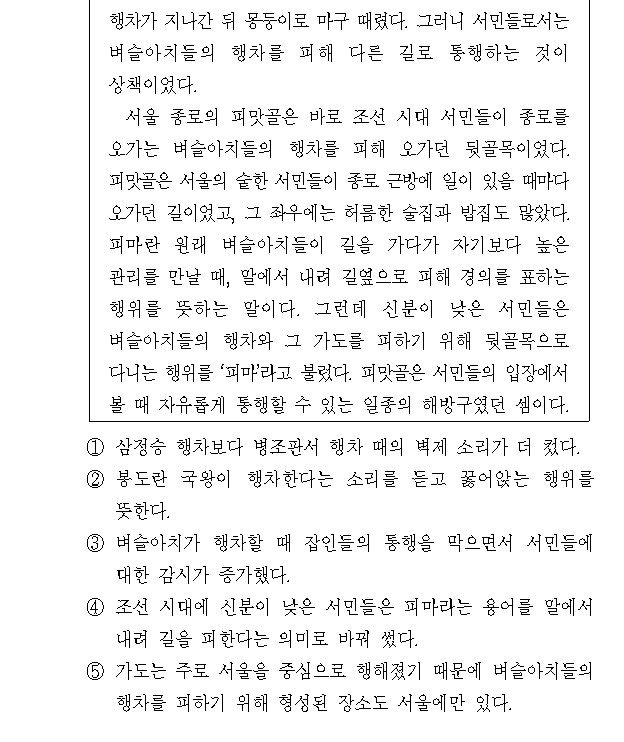 행차가 지나간 뒤 몽둥이로 마구 때렸다. 그러니 서민들로서는
벼슬아치들의 행차를 피해 다른 길로 통행하는 것이
상책이었다.
서울 종로의 피맛골은 바로 조선 시대 서민들이 종로를
오가는 벼슬아치들의 행차를 피해 오가던 뒷골목이었다.
피맛골은 서울의 숱한 서민들이 종로 근방에 일이 있을 때마다
오가던 길이었고, 그 좌우에는 허름한 술집과 밥집도 많았다.
피마란 원래 벼슬아치들이 길을 가다가 자기보다 높은
관리를 만날 때, 말에서 내려 길옆으로 피해 경의를 표하는
행위를 뜻하는 말이다. 그런데 신분이 낮은 서민들은
벼슬아치들의 행차와 그 가도를 피하기 위해 뒷골목으로
다니는 행위를 ‘피마’라고 불렀다. 피맛골은 서민들의 입장에서
볼 때 자유롭게 통행할 수 있는 일종의 해방구였던 셈이다.
① 삼정승 행차보다 병조판서 행차 때의 벽제 소리가 더 컸다.
② 봉도란 국왕이 행차한다는 소리를 듣고 꿇어앉는 행위를
뜻한다.
③ 벼슬아치가 행차할 때 잡인들의 통행을 막으면서 서민들에
대한 감시가 증가했다.
④ 조선 시대에 신분이 낮은 서민들은 피마라는 용어를 말에서
내려 길을 피한다는 의미로 바꿔 썼다.
⑤ 가도는 주로 서울을 중심으로 행해졌기 때문에 벼슬아치들의
행차를 피하기 위해 형성된 장소도 서울에만 있다.